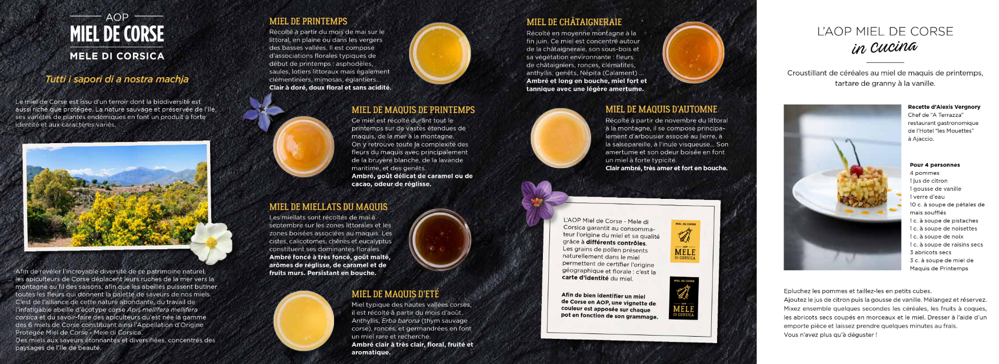 AOP
MIEL DE CORSE
MELE DI CORSICA
Tutti i sapori di a nostra machja
Le miel de Corse est issu d'un terroir dont la biodiversité est
aussi riche que protégée. La nature sauvage et préservée de l'île,
ses variétés de plantes endémiques en font un produit à forte
identité et aux caractères variés.
Afin de révéler l'incroyable diversité de ce patrimoine naturel,
les apiculteurs de Corse déplacent leurs ruches de la mer vers la
montagne au fil des saisons, afin que les abeilles puissent butiner
toutes les fleurs qui donnent la palette de saveurs de nos miels.
C'est de l'alliance de cette nature abondante, du travail de
l'infatigable abeille d'écotype corse Apis mellifera mellifera
corsica et du savoir-faire des apiculteurs qu'est née la gamme
des 6 miels de Corse constituant ainsi l'Appellation d'Origine
Protégée Miel de Corse - Mele di Corsica.
Des miels aux saveurs étonnantes et diversifiées, concentrés des
paysages de l'île de beauté.
MIEL DE PRINTEMPS
Récolté à partir du mois de mai sur le
littoral, en plaine ou dans les vergers
des basses vallées. Il est composé
d'associations florales typiques de
début de printemps : asphodèles,
saules, lotiers littoraux mais également
clémentiniers, mimosas, églantiers...
Clair à doré, doux floral et sans acidité.
MIEL DE MAQUIS DE PRINTEMPS
Ce miel est récolté durant tout le
printemps sur de vastes étendues de
maquis, de la mer à la montagne.
On y retrouve toute la complexité des
fleurs du maquis avec principalement
de la bruyère blanche, de la lavande
maritime, et des genêts.
Ambré, goût délicat de caramel ou de
cacao, odeur de réglisse.
MIEL DE MIELLATS DU MAQUIS
Les miellats sont récoltés de mai à
septembre sur les zones littorales et les
zones boisées associées au maquis. Les
cistes, calicotomes, chênes et eucalyptus
constituent ses dominantes florales.
Ambré foncé à très foncé, goût malté,
arômes de réglisse, de caramel et de
fruits murs. Persistant en bouche.
MIEL DE MAQUIS D'ETÉ
Miel typique des hautes vallées corses,
il est récolté à partir du mois d'août.
Anthyllis, Erba barona (thym sauvage
corse), ronces, et germandrées en font
un miel rare et recherché.
Ambré clair à très clair, floral, fruité et
aromatique.
MIEL DE CHÂTAIGNERAIE
Récolté en moyenne montagne à la
fin juin. Ce miel est concentré autour
de la châtaigneraie, son sous-bois et
sa végétation environnante : fleurs
de châtaigniers, ronces, clématites,
anthyllis, genêts, Népita (Calament) ...
Ambré et long en bouche, miel fort et
tannique avec une légère amertume.
MIEL DE MAQUIS D'AUTOMNE
Récolté à partir de novembre du littoral
à la montagne, il se compose principa-
lement d'arbousier associé au lierre, à
la salsepareille, à l'inule visqueuse... Son
amertume et son odeur boisée en font
un miel à forte typicité.
Clair ambré, très amer et fort en bouche.
L'AOP Miel de Corse - Mele di
Corsica garantit au consomma-
teur l'origine du miel et sa qualité
grâce à différents contrôles.
Les grains de pollen présents
naturellement dans le miel
permettent de certifier l'origine
géographique et florale : c'est la
carte d'identité du miel.
Afin de bien identifier un miel
de Corse en AOP, une vignette de
couleur est apposée sur chaque
pot en fonction de son grammage.
MIEL DE CORSE
AOP
MELE
DI CORSICA
MIEL DE CORSE
AOP
MELE
DI CORSICA
L'AOP MIEL DE CORSE
in cucina
Croustillant de céréales au miel de maquis de printemps,
tartare de granny à la vanille.
Recette d'Alexis Vergnory
Chef de "A Terrazza"
restaurant gastronomique
de l'Hotel "les Mouettes"
à Ajaccio.
Pour 4 personnes
4 pommes
1 jus de citron
1 gousse de vanille
1 verre d'eau
10 c. à soupe de pétales de
mais soufflés
1 c. à soupe de pistaches
1 c. à soupe de noisettes
1 c. à soupe de noix
1 c. à soupe de raisins secs
3 abricots secs
3 c. à soupe de miel de
Maquis de Printemps
Epluchez les pommes et taillez-les en petits cubes.
Ajoutez le jus de citron puis la gousse de vanille. Mélangez et réservez.
Mixez ensemble quelques secondes les céréales, les fruits à coques,
les abricots secs coupés en morceaux et le miel. Dresser à l'aide d'un
emporte pièce et laissez prendre quelques minutes au frais.
Vous n'avez plus qu'à déguster !